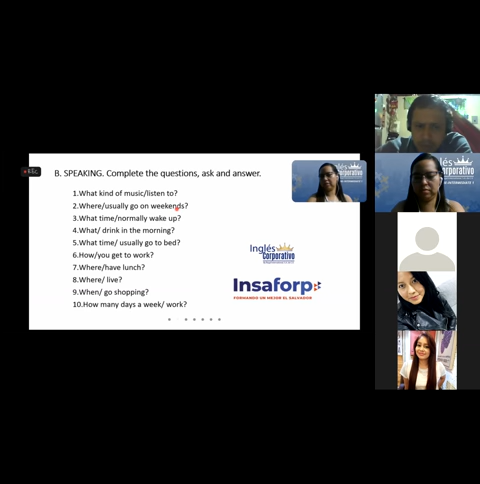 REC
B. SPEAKING. Complete the questions, ask and answer.
1.What kind of music/listen to?
2.Where/usually go on weekends?
3.What time/normally wake up?
4.What/ drink in the morning?
5.What time/ usually go to bed?
6.How/you get to work?
7.Where/have lunch?
8.Where/ live?
9.When/ go shopping?
10.How many days a week/ work?
Inglés
Corporativo
Insaforp
FORMANDO UN MEJOR EL SALVADOR